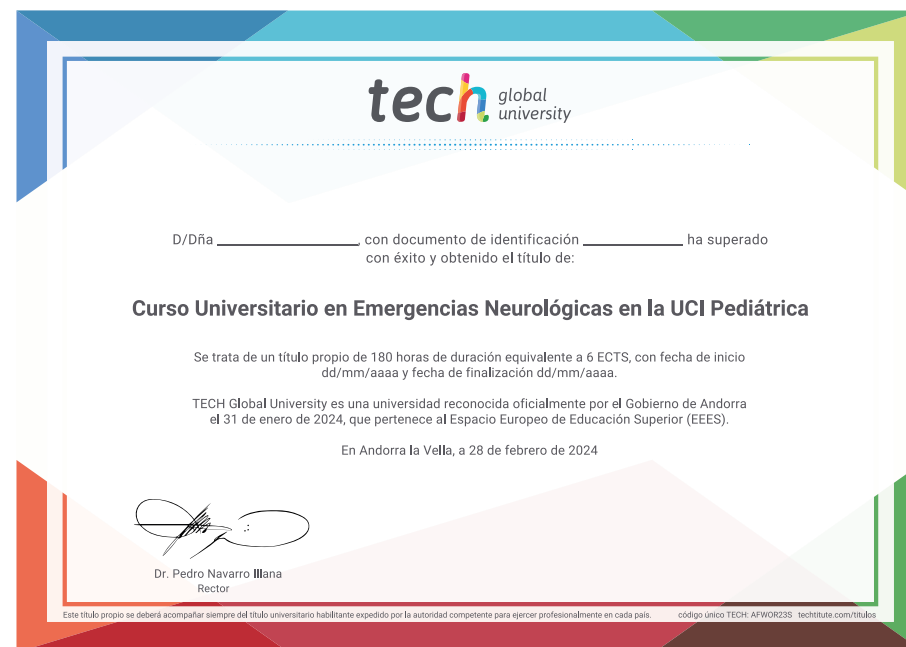 tech global university
D/Dña ____________, con documento de identificación ____________ ha superado
con éxito y obtenido el título de:
Curso Universitario en Emergencias Neurológicas en la UCI Pediátrica
Se trata de un título propio de 180 horas de duración equivalente a 6 ECTS, con fecha de inicio
dd/mm/aaaa y fecha de finalización dd/mm/aaaa.
TECH Global University es una universidad reconocida oficialmente por el Gobierno de Andorra
el 31 de enero de 2024, que pertenece al Espacio Europeo de Educación Superior (EEES).
En Andorra la Vella, a 28 de febrero de 2024
Dr. Pedro Navarro Illana
Rector
Este título propio se deberá acompañar siempre del título universitario habilitante expedido por la autoridad competente para ejercer profesionalmente en cada país. código único TECH: AFWOR23S techtitute.com/titulos